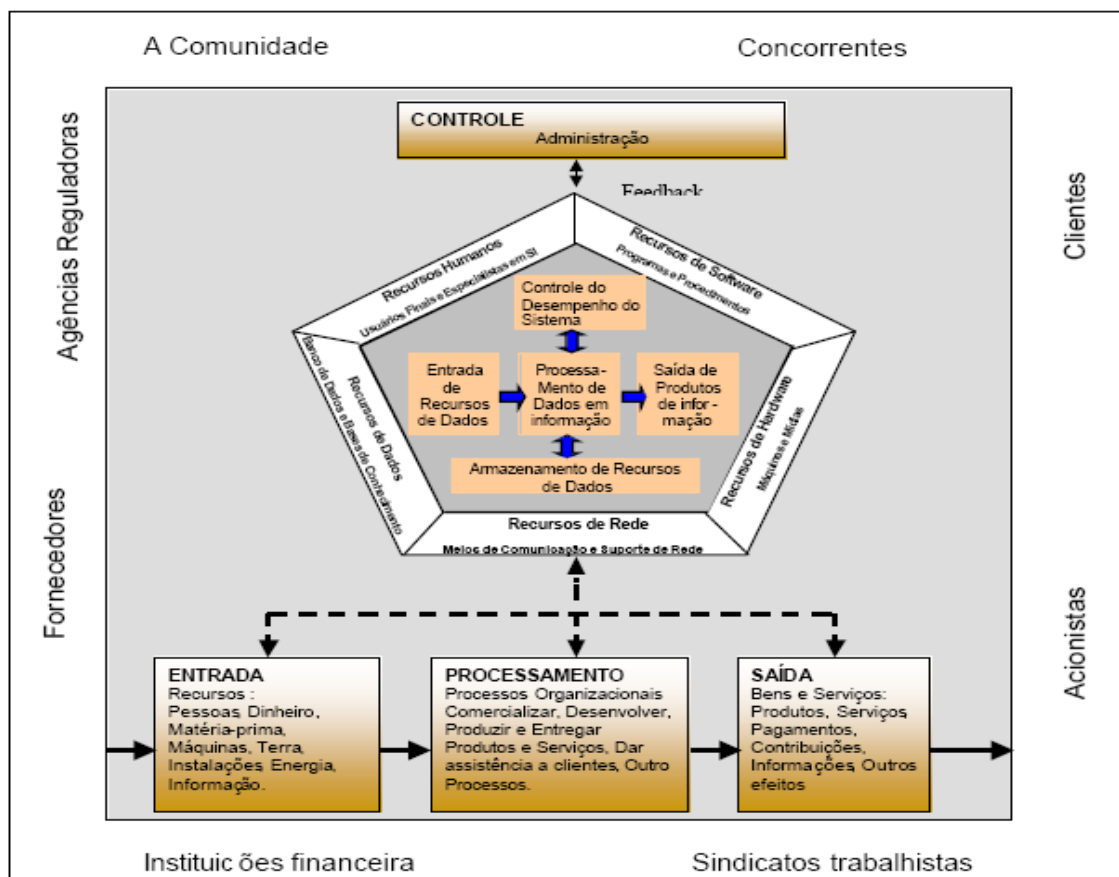 A Comunidade
Concorrentes
Agências Reguladoras
Fornecedores
Clientes
Acionistas
CONTROLE
Administração
Feedback
Recursos Humanos
Usuários Finais e Especialistas em SI
Recursos de Software
Programas e Procedimentos
Recursos de Dados
Banco de Dados e Bases de Conhecimento
Recursos de Hardware
Máquinas e Mídias
Controle do
Desempenho do
Sistema
Entrada
de
Recursos
de Dados
Processa-
Mento de
Dados em
informação
Saída de
Produtos
de infor-
mação
Armazenamento de Recursos
de Dados
Recursos de Rede
Meios de Comunicação e Suporte de Rede
ENTRADA
Recursos :
Pessoas, Dinheiro,
Matéria-prima,
Máquinas, Terra,
Instalações, Energia,
Informação.
PROCESSAMENTO
Processos Organizacionais
Comercializar, Desenvolver,
Produzir e Entregar
Produtos e Serviços, Dar
assistência a clientes, Outro
Processos.
SAÍDA
Bens e Serviços:
Produtos, Serviços,
Pagamentos,
Contribuições,
Informações, Outros
efeitos
Instituic ões financeira
Sindicatos trabalhistas